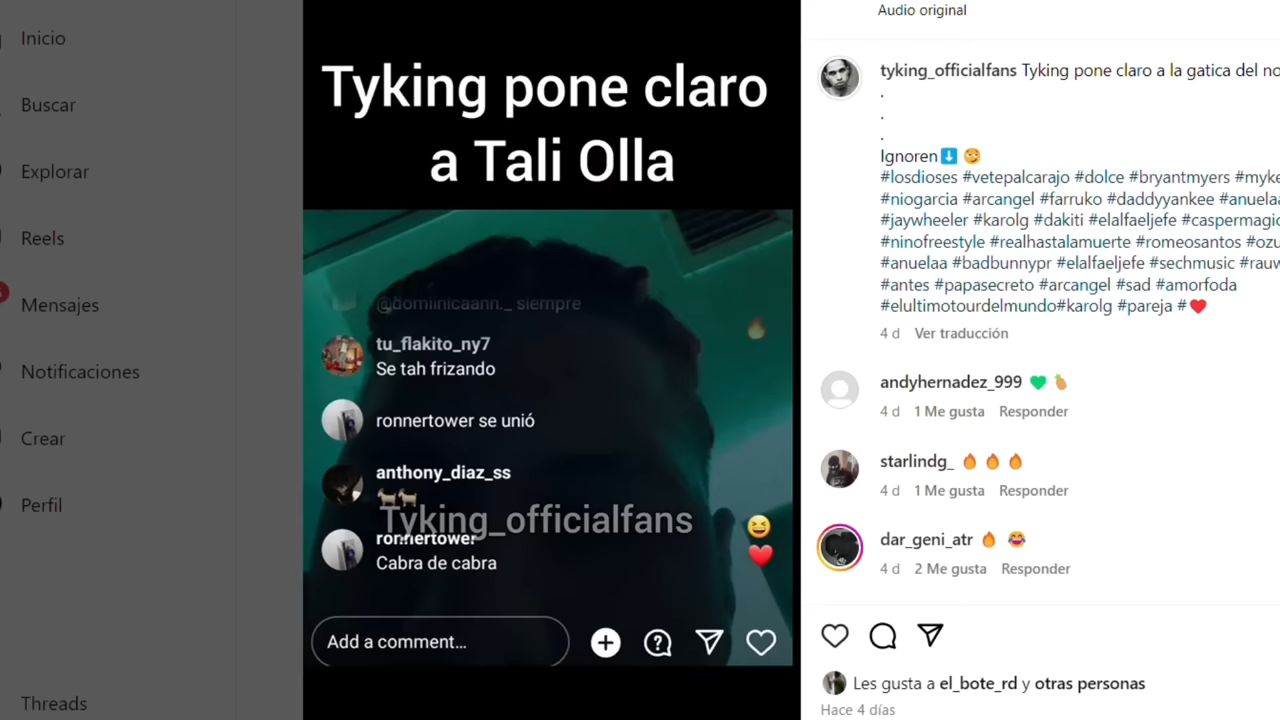 Inicio
Buscar
Explorar
Reels
Mensajes
Notificaciones
Crear
Perfil
Threads
Tyking pone claro
a Tali Olla
@domiinicaann._ siempre
tu_flakito_ny7
Se tah frizando
ronnertower se unió
anthony_diaz_ss
Tyking_officialfans
ronnertower
Cabra de cabra
Add a comment...
Audio original
tyking_officialfans Tyking pone claro a la gatica del no
.
.
.
Ignoren⬇️ 😏
#losdioses #vetepalcarajo #dolce #bryantmyers #myke
#niogarcia #arcangel #farruko #daddyyankee #anuelaa
#jaywheeler #karolg #dakiti #elalfaeljefe #caspermagic
#ninofreestyle #realhastalamuerte #romeosantos #ozu
#anuelaa #badbunnypr #elalfaeljefe #sechmusic #rauw
#antes #papasecreto #arcangel #sad #amorfoda
#elultimotourdelmundo#karolg #pareja #❤️
4 d Ver traducción
andyhernadez_999 💚 🍍
4 d 1 Me gusta Responder
starlindg_ 🔥 🔥 🔥
4 d 1 Me gusta Responder
dar_geni_atr 🔥 😂
4 d 2 Me gusta Responder
Les gusta a el_bote_rd y otras personas
Hace 4 días